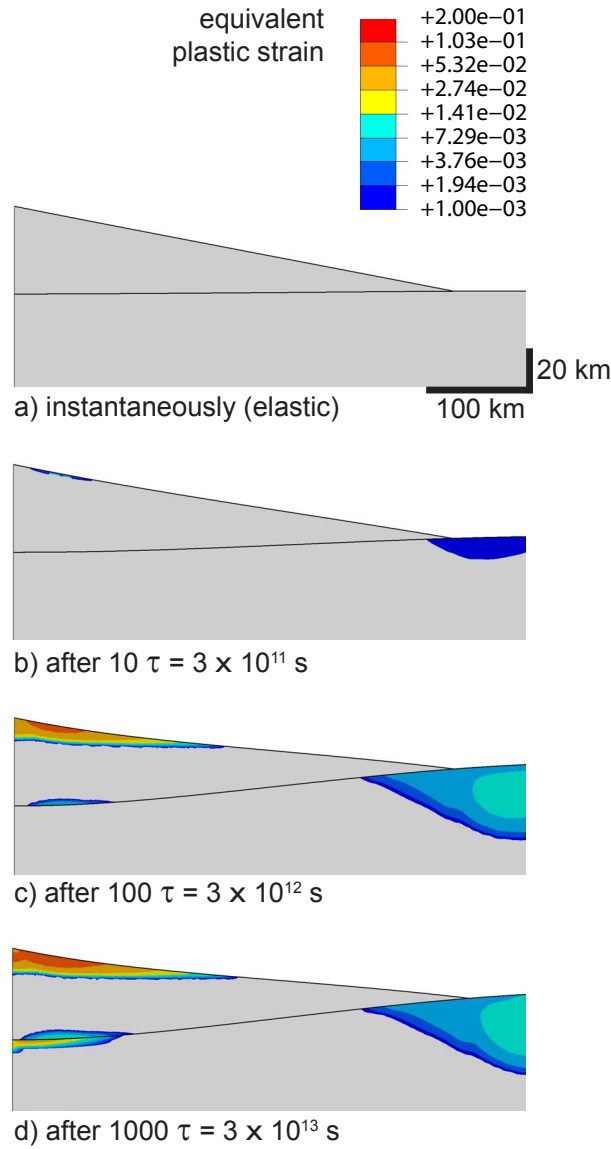 equivalent
plastic strain
+2.00e−01
+1.03e−01
+5.32e−02
+2.74e−02
+1.41e−02
+7.29e−03
+3.76e−03
+1.94e−03
+1.00e−03
20 km
100 km
a) instantaneously (elastic)
b) after 10 τ = 3 x 10¹¹ s
c) after 100 τ = 3 x 10¹² s
d) after 1000 τ = 3 x 10¹³ s